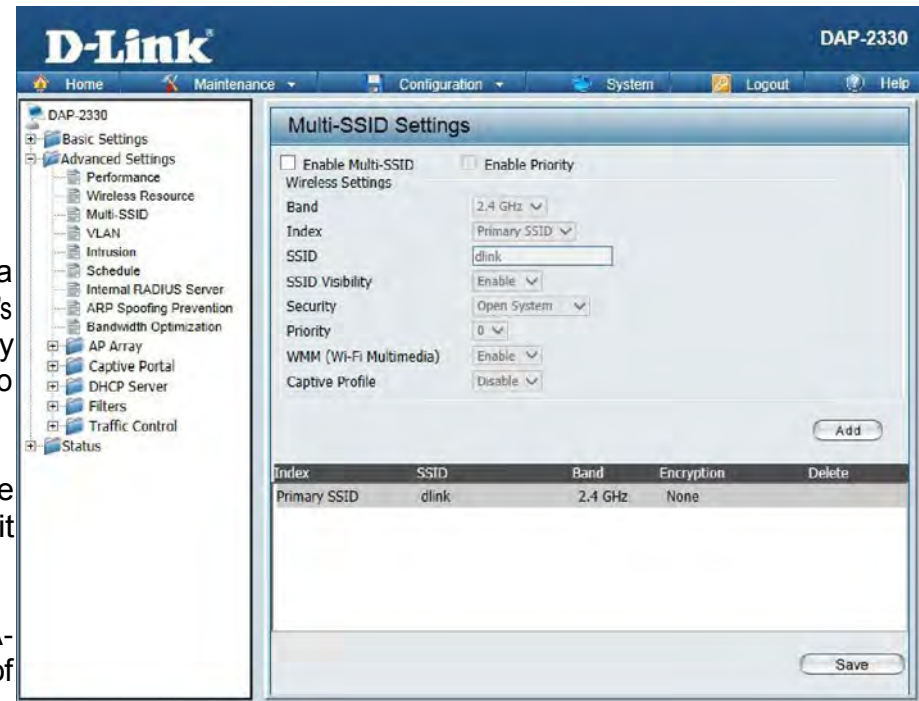 D-Link
DAP-2330
Home Maintenance Configuration System Logout Help
DAP-2330
Basic Settings
Advanced Settings
Performance
Wireless Resource
Multi-SSID
VLAN
Intrusion
Schedule
Internal RADIUS Server
ARP Spoofing Prevention
Bandwidth Optimization
AP Array
Captive Portal
DHCP Server
Filters
Traffic Control
Status
a
's
y
o
e
it
A-
of
Multi-SSID Settings
Enable Multi-SSID Enable Priority
Wireless Settings
Band 2.4 GHz
Index Primary SSID
SSID dlink
SSID Visibility Enable
Security Open System
Priority 0
WMM (Wi-Fi Multimedia) Enable
Captive Profile Disable
Add
Index SSID Band Encryption Delete
Primary SSID dlink 2.4 GHz None
Save